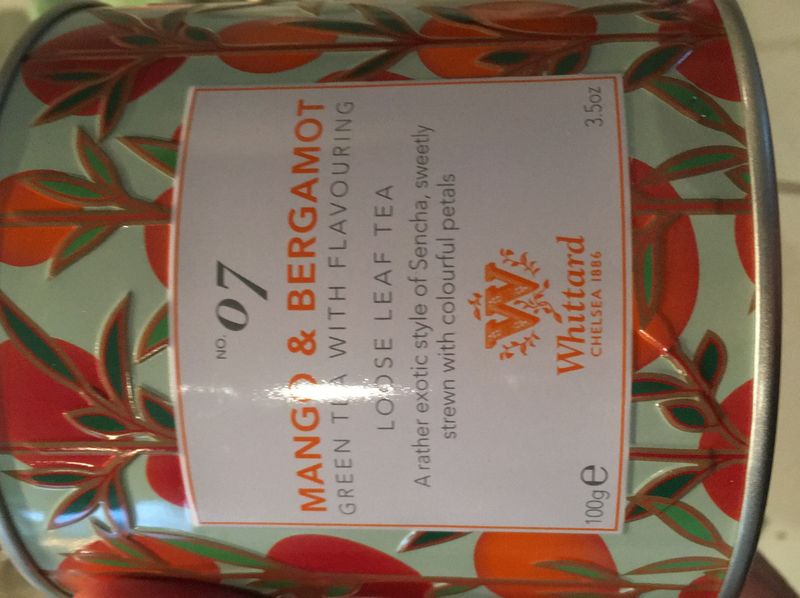 NO. 07
MANGO & BERGAMOT
GREEN TEA WITH FLAVOURING
LOOSE LEAF TEA
A rather exotic style of Sencha, sweetly
strewn with colourful petals
W
Whittard
CHELSEA 1886
100g e 3.5oz